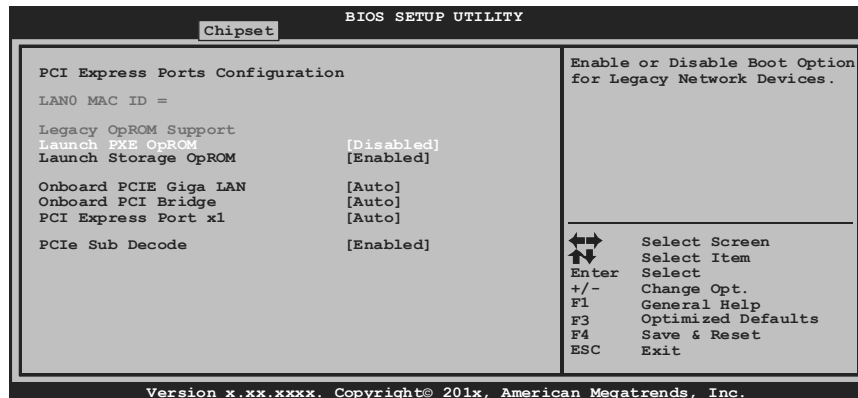 BIOS SETUP UTILITY
Chipset
PCI Express Ports Configuration
LAN0 MAC ID =
Legacy OpROM Support
Launch PXE OpROM [Disabled]
Launch Storage OpROM [Enabled]
Onboard PCIE Giga LAN [Auto]
Onboard PCI Bridge [Auto]
PCI Express Port x1 [Auto]
PCIe Sub Decode [Enabled]
Enable or Disable Boot Option
for Legacy Network Devices.
Select Screen
Select Item
Enter Select
+/- Change Opt.
F1 General Help
F3 Optimized Defaults
F4 Save & Reset
ESC Exit
Version x.xx.xxxx. Copyright© 201x, American Megatrends, Inc.